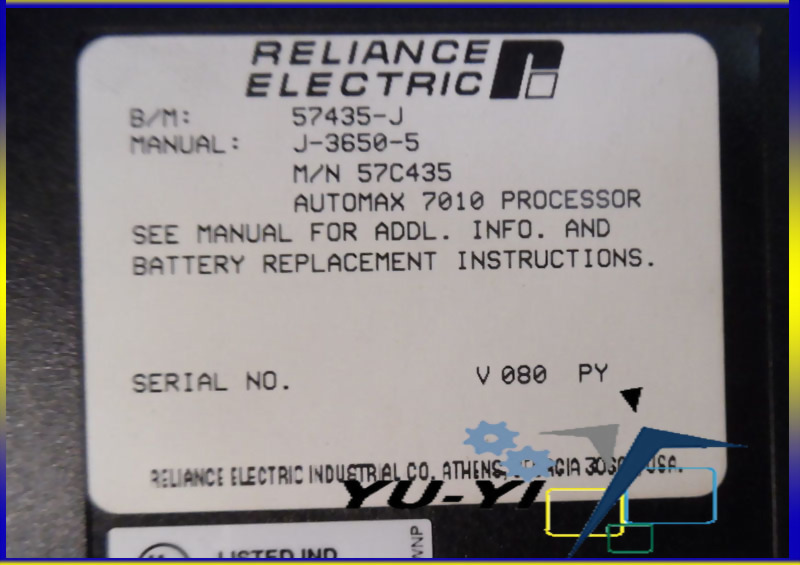 RELIANCE
ELECTRIC
B/M: 57435-J
MANUAL: J-3650-5
M/N 57C435
AUTOMAX 7010 PROCESSOR
SEE MANUAL FOR ADDL. INFO. AND
BATTERY REPLACEMENT INSTRUCTIONS.
SERIAL NO. V 080 PY
RELIANCE ELECTRIC INDUSTRIAL CO. ATHENS, USA.
YU-YI
LISTED IND